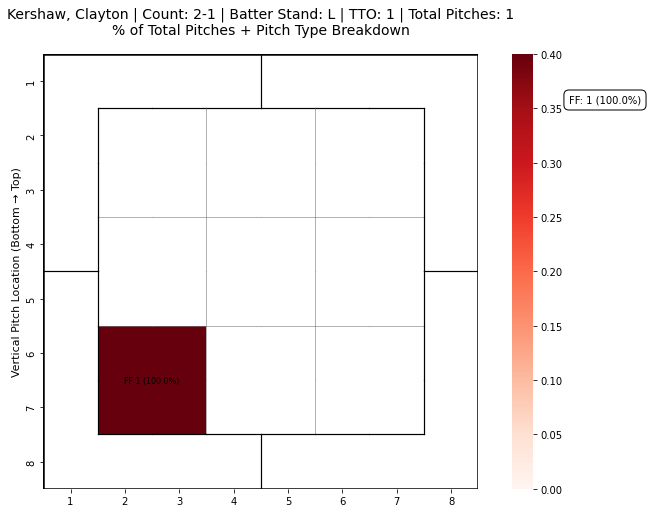 Kershaw, Clayton | Count: 2-1 | Batter Stand: L | TTO: 1 | Total Pitches: 1
% of Total Pitches + Pitch Type Breakdown
Vertical Pitch Location (Bottom → Top)
1
2
3
4
5
6
7
8
FF:1 (100.0%)
1 2 3 4 5 6 7 8
0.40
0.35
0.30
0.25
0.20
0.15
0.10
0.05
0.00
FF: 1 (100.0%)